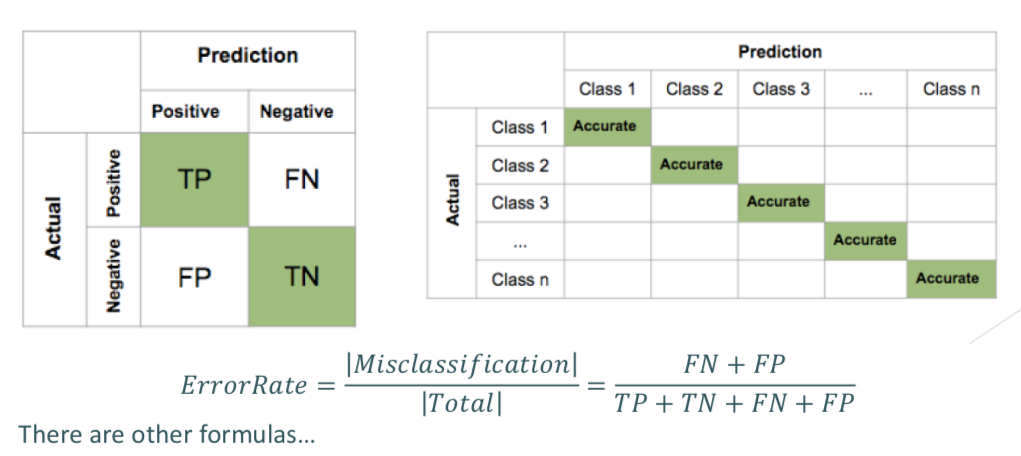 Prediction
Positive Negative
Actual
Positive
TP FN
Negative
FP TN
Prediction
Class 1 Class 2 Class 3 ... Class n
Actual
Class 1 Accurate
Class 2 Accurate
Class 3 Accurate
... Accurate
Class n Accurate
ErrorRate = |Misclassification| / |Total| = FN + FP / TP + TN + FN + FP
There are other formulas...